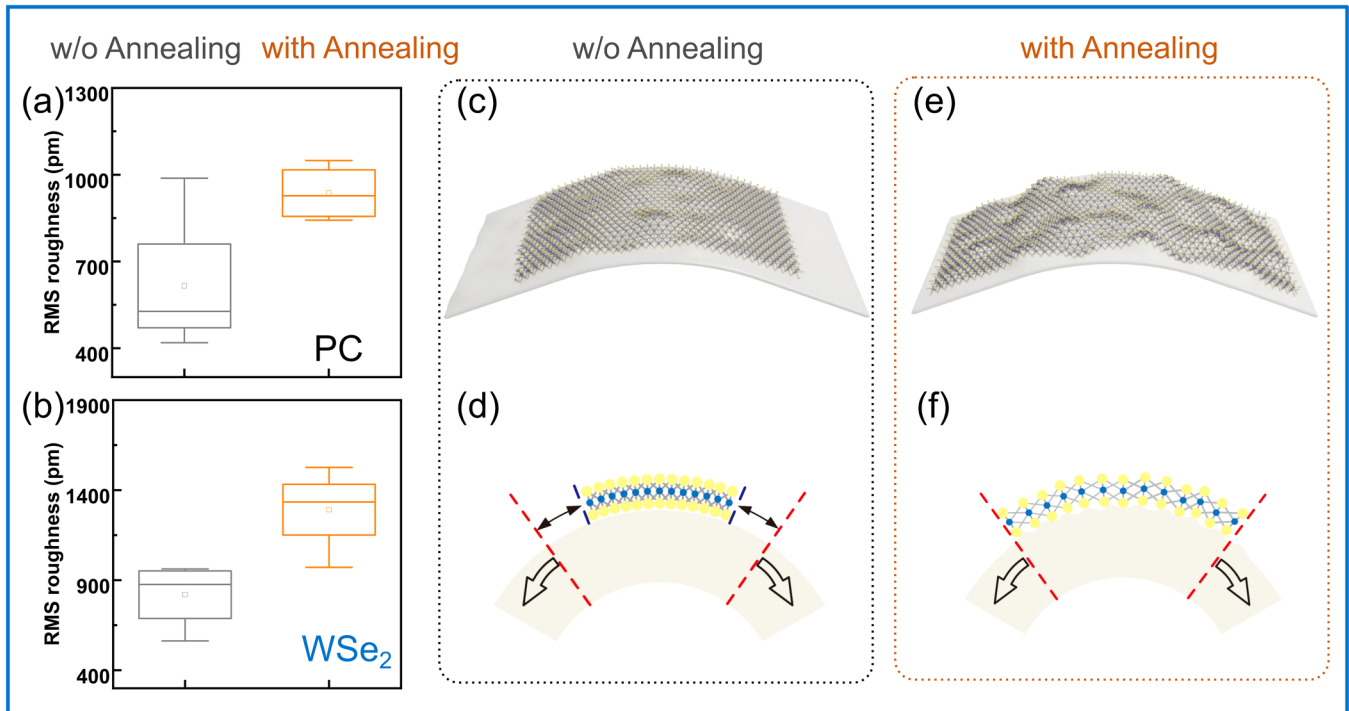 w/o Annealing with Annealing w/o Annealing with Annealing
(a)
1300
1000
700
400
RMS roughness (pm)
PC
(b)
1900
1400
900
400
RMS roughness (pm)
WSe₂
(c)
(d)
(e)
(f)